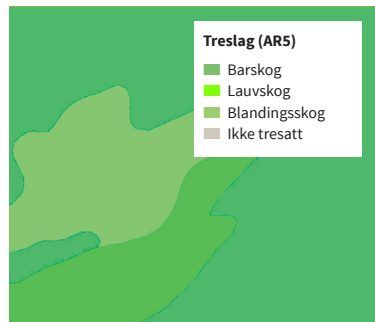 Treslag (AR5)
Barskog
Lauvskog
Blandingsskog
Ikke tresatt